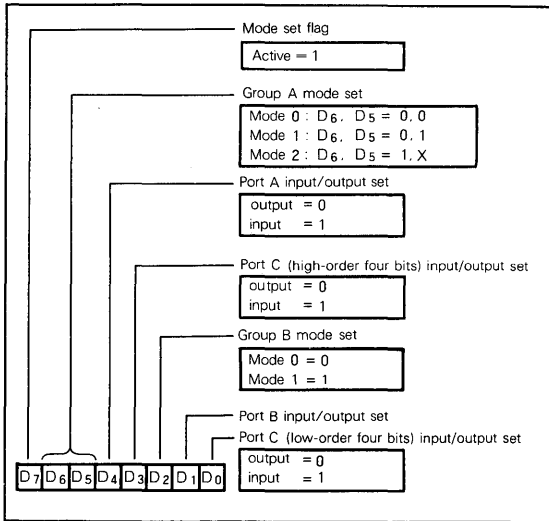 Mode set flag
Active = 1
Group A mode set
Mode 0 : D6, D5 = 0, 0
Mode 1 : D6, D5 = 0, 1
Mode 2 : D6, D5 = 1, X
Port A input/output set
output = 0
input = 1
Port C (high-order four bits) input/output set
output = 0
input = 1
Group B mode set
Mode 0 = 0
Mode 1 = 1
Port B input/output set
Port C (low-order four bits) input/output set
output = 0
input = 1
D7 D6 D5 D4 D3 D2 D1 D0